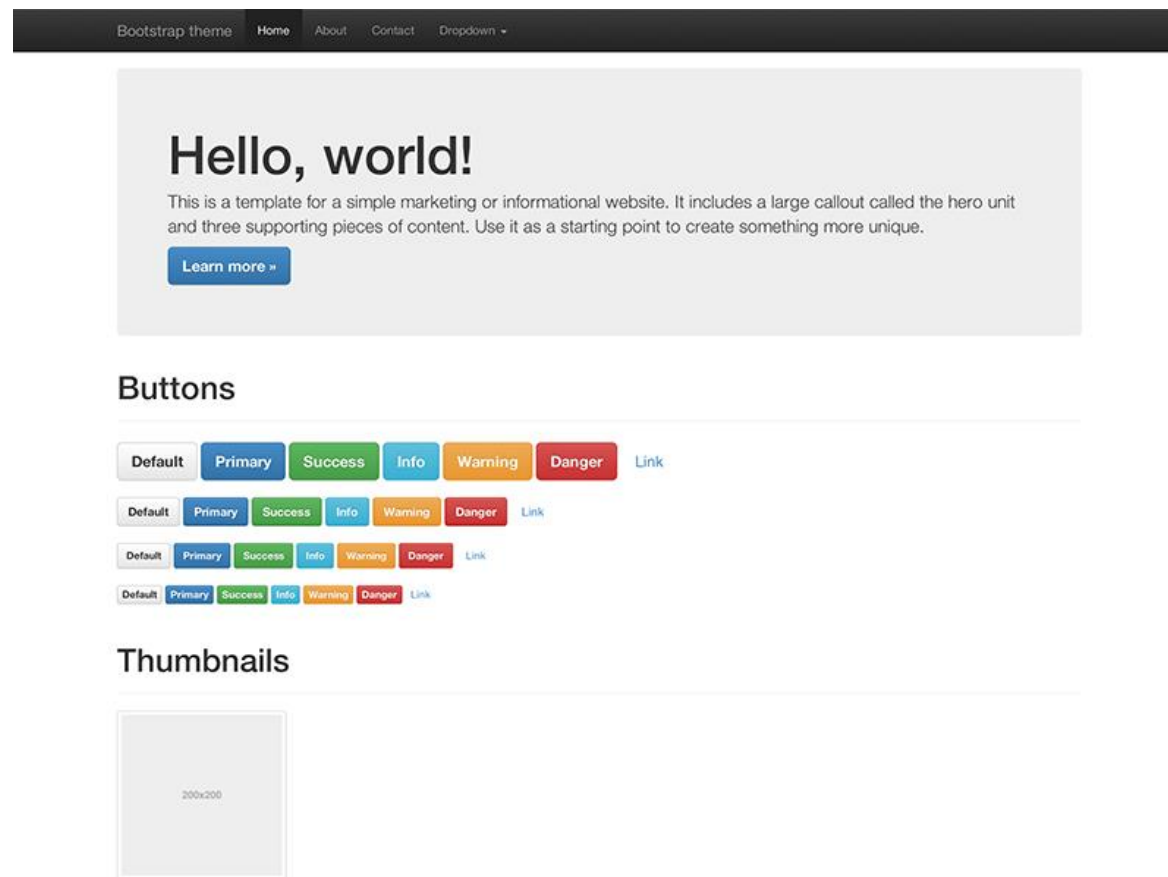 Bootstrap theme Home About Contact Dropdown
Hello, world!
This is a template for a simple marketing or informational website. It includes a large callout called the hero unit
and three supporting pieces of content. Use it as a starting point to create something more unique.
Learn more »
Buttons
Default Primary Success Info Warning Danger Link
Default Primary Success Info Warning Danger Link
Default Primary Success Info Warning Danger Link
Default Primary Success Info Warning Danger Link
Thumbnails
200x200